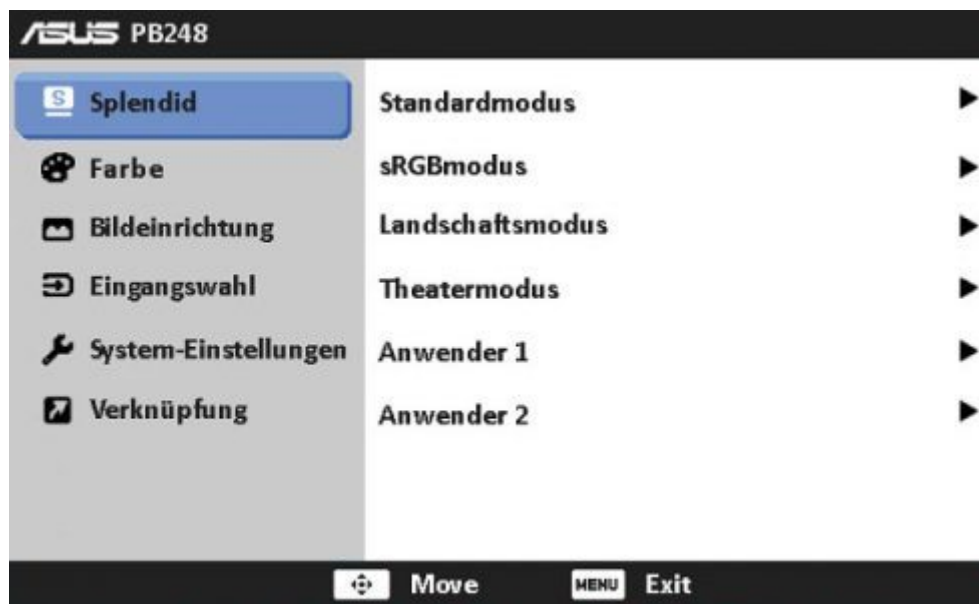 ASUS PB248
S Splendid
Farbe
Bildeinrichtung
Eingangswahl
System-Einstellungen
Verknüpfung
Standardmodus
sRGBmodus
Landschaftsmodus
Theatermodus
Anwender 1
Anwender 2
Move MENU Exit